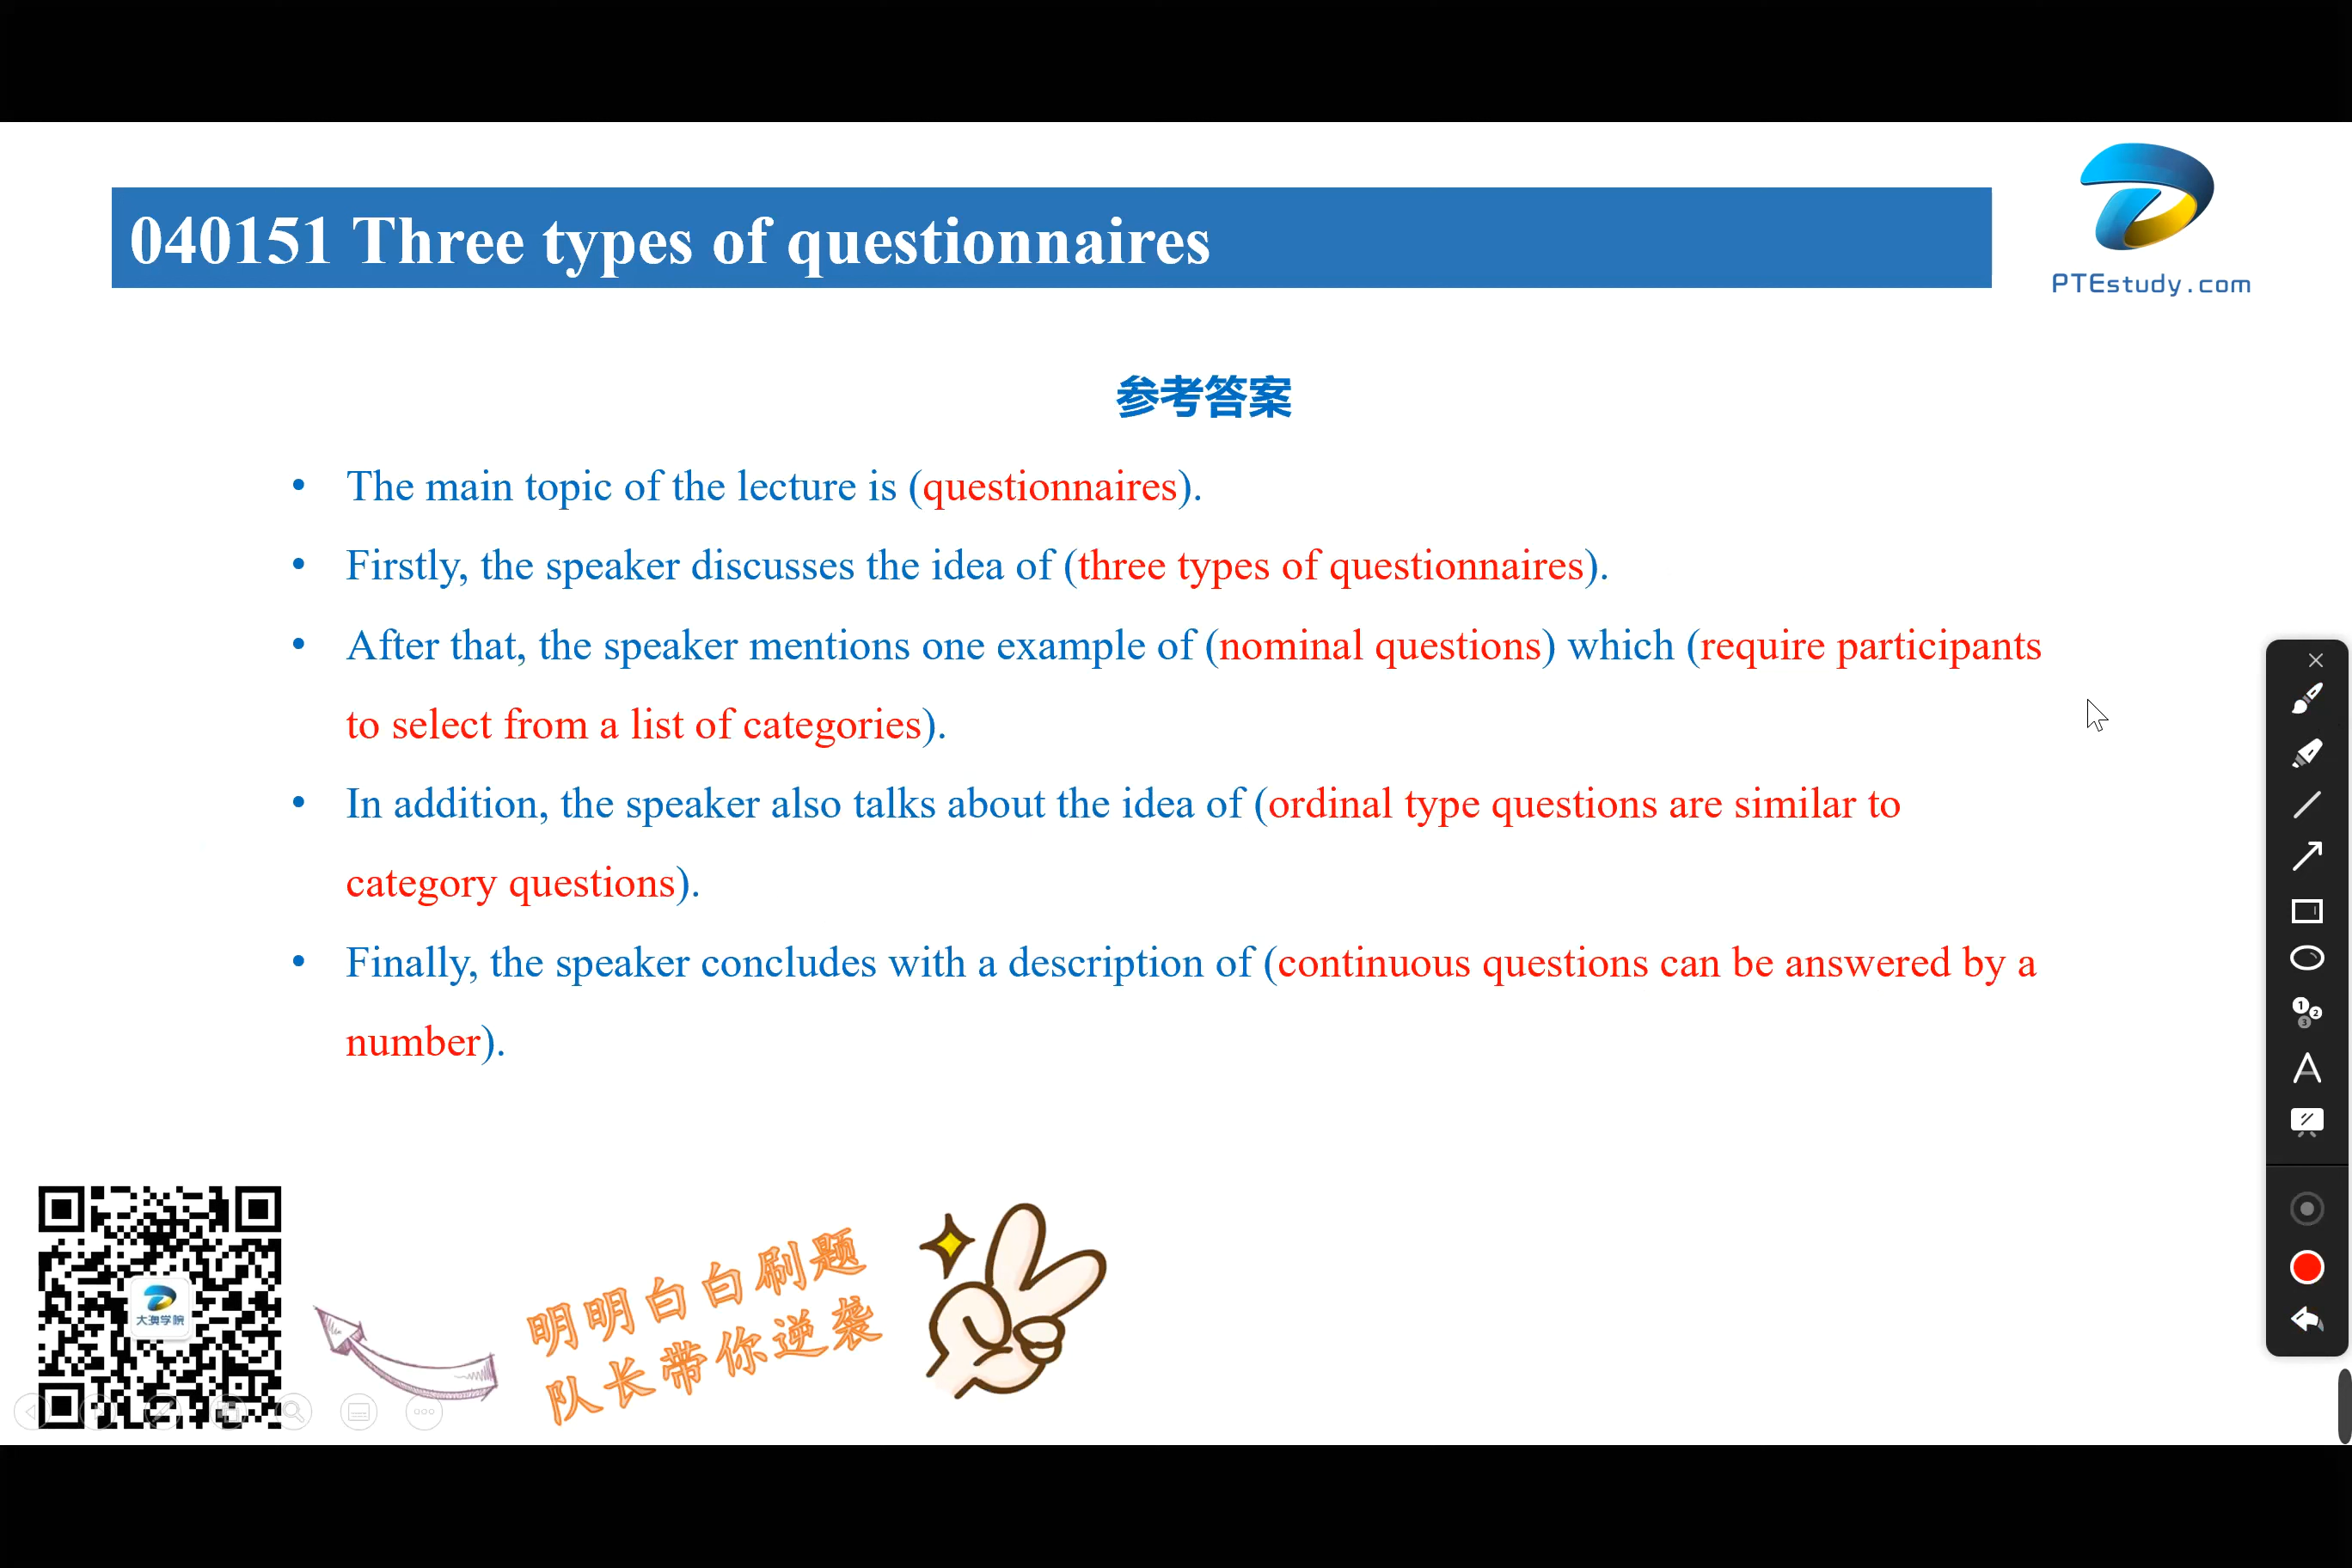 040151 Three types of questionnaires
PTEstudy.com
参考答案
• The main topic of the lecture is (questionnaires).
• Firstly, the speaker discusses the idea of (three types of questionnaires).
• After that, the speaker mentions one example of (nominal questions) which (require participants
to select from a list of categories).
• In addition, the speaker also talks about the idea of (ordinal type questions are similar to
category questions).
• Finally, the speaker concludes with a description of (continuous questions can be answered by a
number).
大澳学院
明明白白刷题
队长带你逆袭